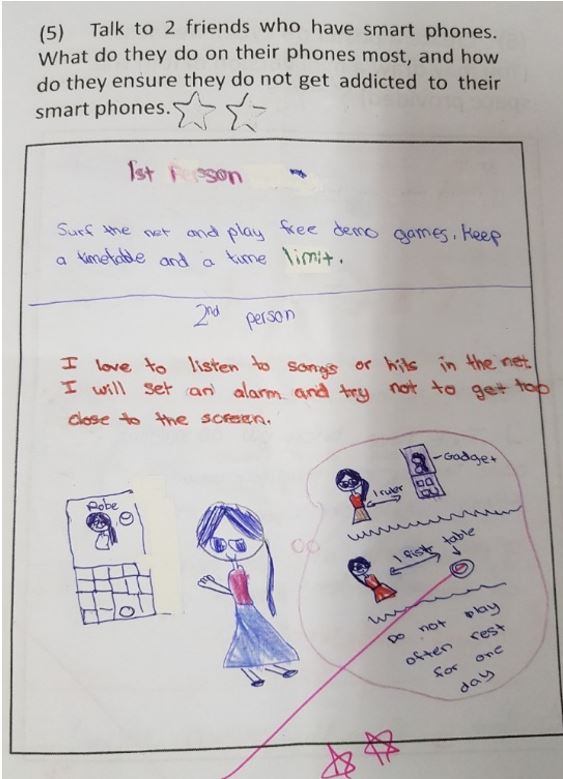 (5) Talk to 2 friends who have smart phones.
What do they do on their phones most, and how
do they ensure they do not get addicted to their
smart phones.
1st Person
Surf the net and play free demo games. Keep
a timetable and a time limit.
2nd person
I love to listen to songs or hits in the net.
I will set an alarm and try not to get too
close to the screen.
Robe
1 ruler
-Gadget
table
Do not play
often rest
for one
day